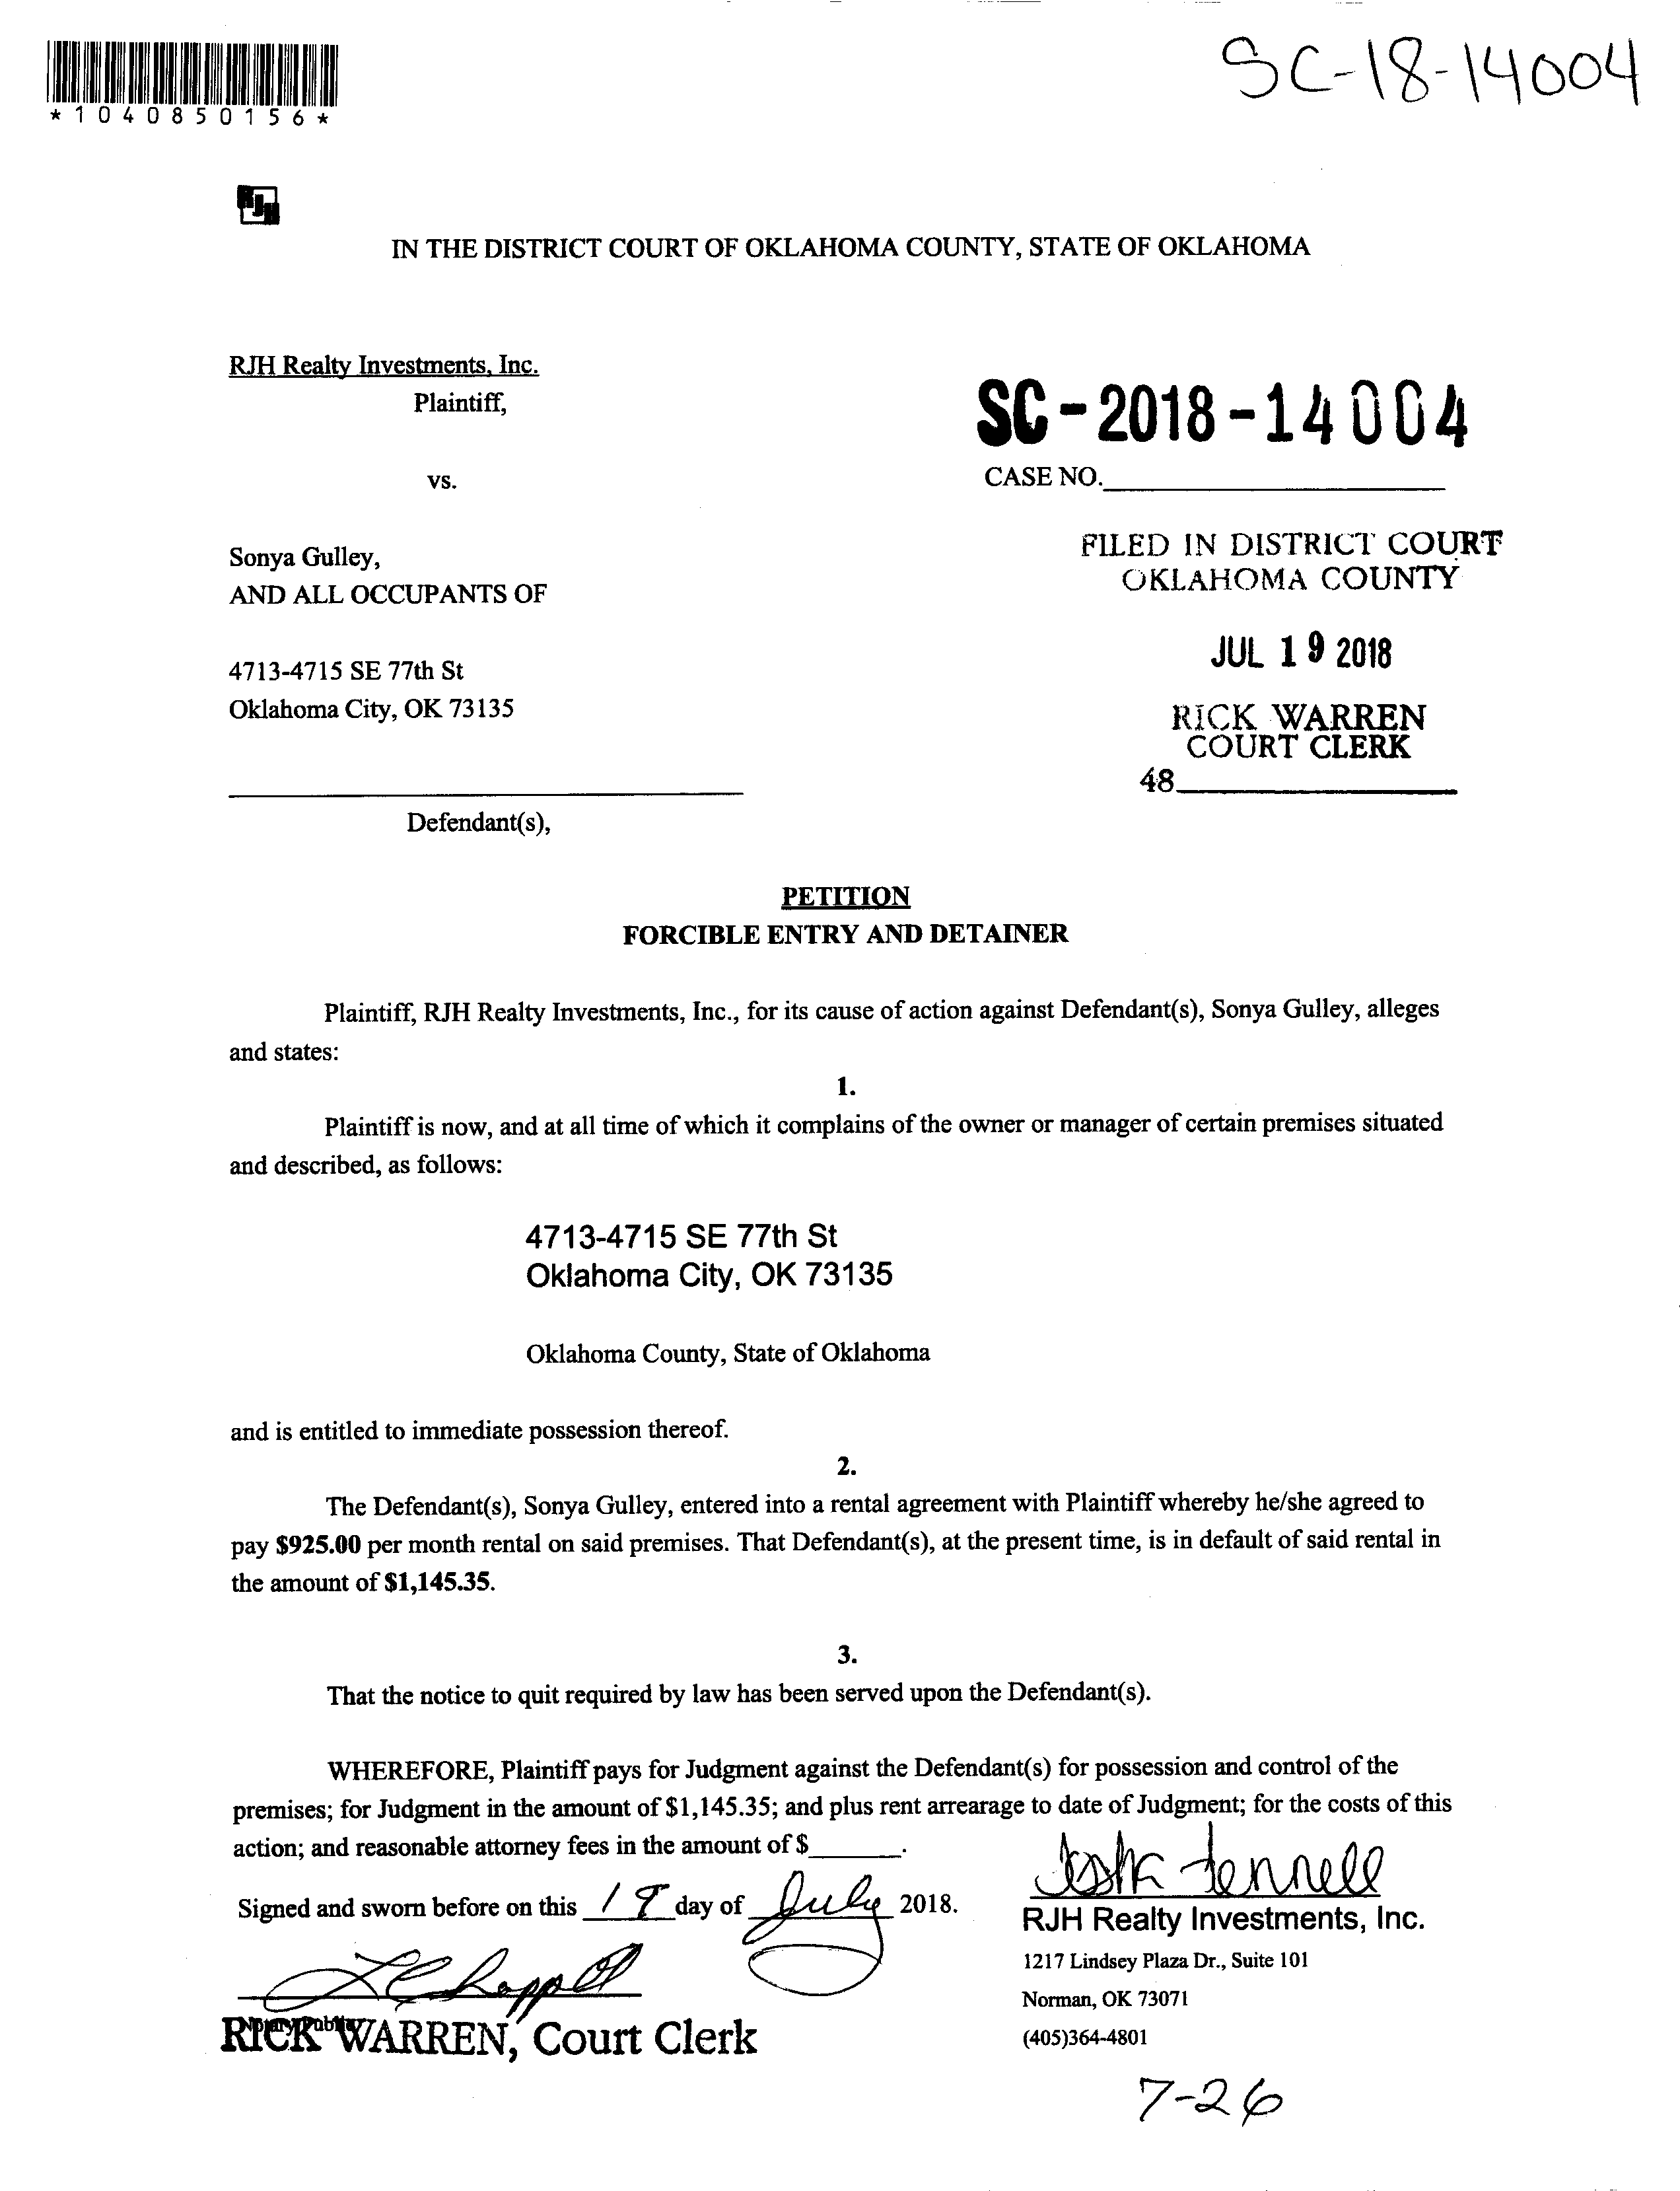 SC-18-14004
*1040850156*
RJH
IN THE DISTRICT COURT OF OKLAHOMA COUNTY, STATE OF OKLAHOMA
RJH Realty Investments, Inc.
Plaintiff,
SC-2018-14004
vs.
CASE NO.
FILED IN DISTRICT COURT
OKLAHOMA COUNTY
Sonya Gulley,
AND ALL OCCUPANTS OF
JUL 19 2018
4713-4715 SE 77th St
Oklahoma City, OK 73135
RICK WARREN
COURT CLERK
48
Defendant(s),
PETITION
FORCIBLE ENTRY AND DETAINER
Plaintiff, RJH Realty Investments, Inc., for its cause of action against Defendant(s), Sonya Gulley, alleges
and states:
1.
Plaintiff is now, and at all time of which it complains of the owner or manager of certain premises situated
and described, as follows:
4713-4715 SE 77th St
Oklahoma City, OK 73135
Oklahoma County, State of Oklahoma
and is entitled to immediate possession thereof.
2.
The Defendant(s), Sonya Gulley, entered into a rental agreement with Plaintiff whereby he/she agreed to
pay $925.00 per month rental on said premises. That Defendant(s), at the present time, is in default of said rental in
the amount of $1,145.35.
3.
That the notice to quit required by law has been served upon the Defendant(s).
WHEREFORE, Plaintiff pays for Judgment against the Defendant(s) for possession and control of the
premises; for Judgment in the amount of $1,145.35; and plus rent arrearage to date of Judgment; for the costs of this
action; and reasonable attorney fees in the amount of $_______.
Signed and sworn before on this 19 day of July 2018.
RJH Realty Investments, Inc.
1217 Lindsey Plaza Dr., Suite 101
Norman, OK 73071
(405)364-4801
Notary Public
RICK WARREN, Court Clerk
7-26